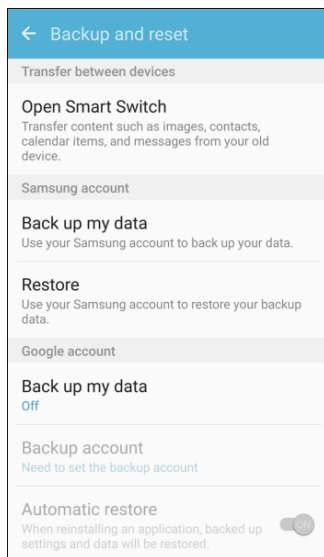 Backup and reset
Transfer between devices
Open Smart Switch
Transfer content such as images, contacts,
calendar items, and messages from your old
device.
Samsung account
Back up my data
Use your Samsung account to back up your data.
Restore
Use your Samsung account to restore your backup
data.
Google account
Back up my data
Off
Backup account
Need to set the backup account
Automatic restore
When reinstalling an application, backed up
settings and data will be restored.
ON